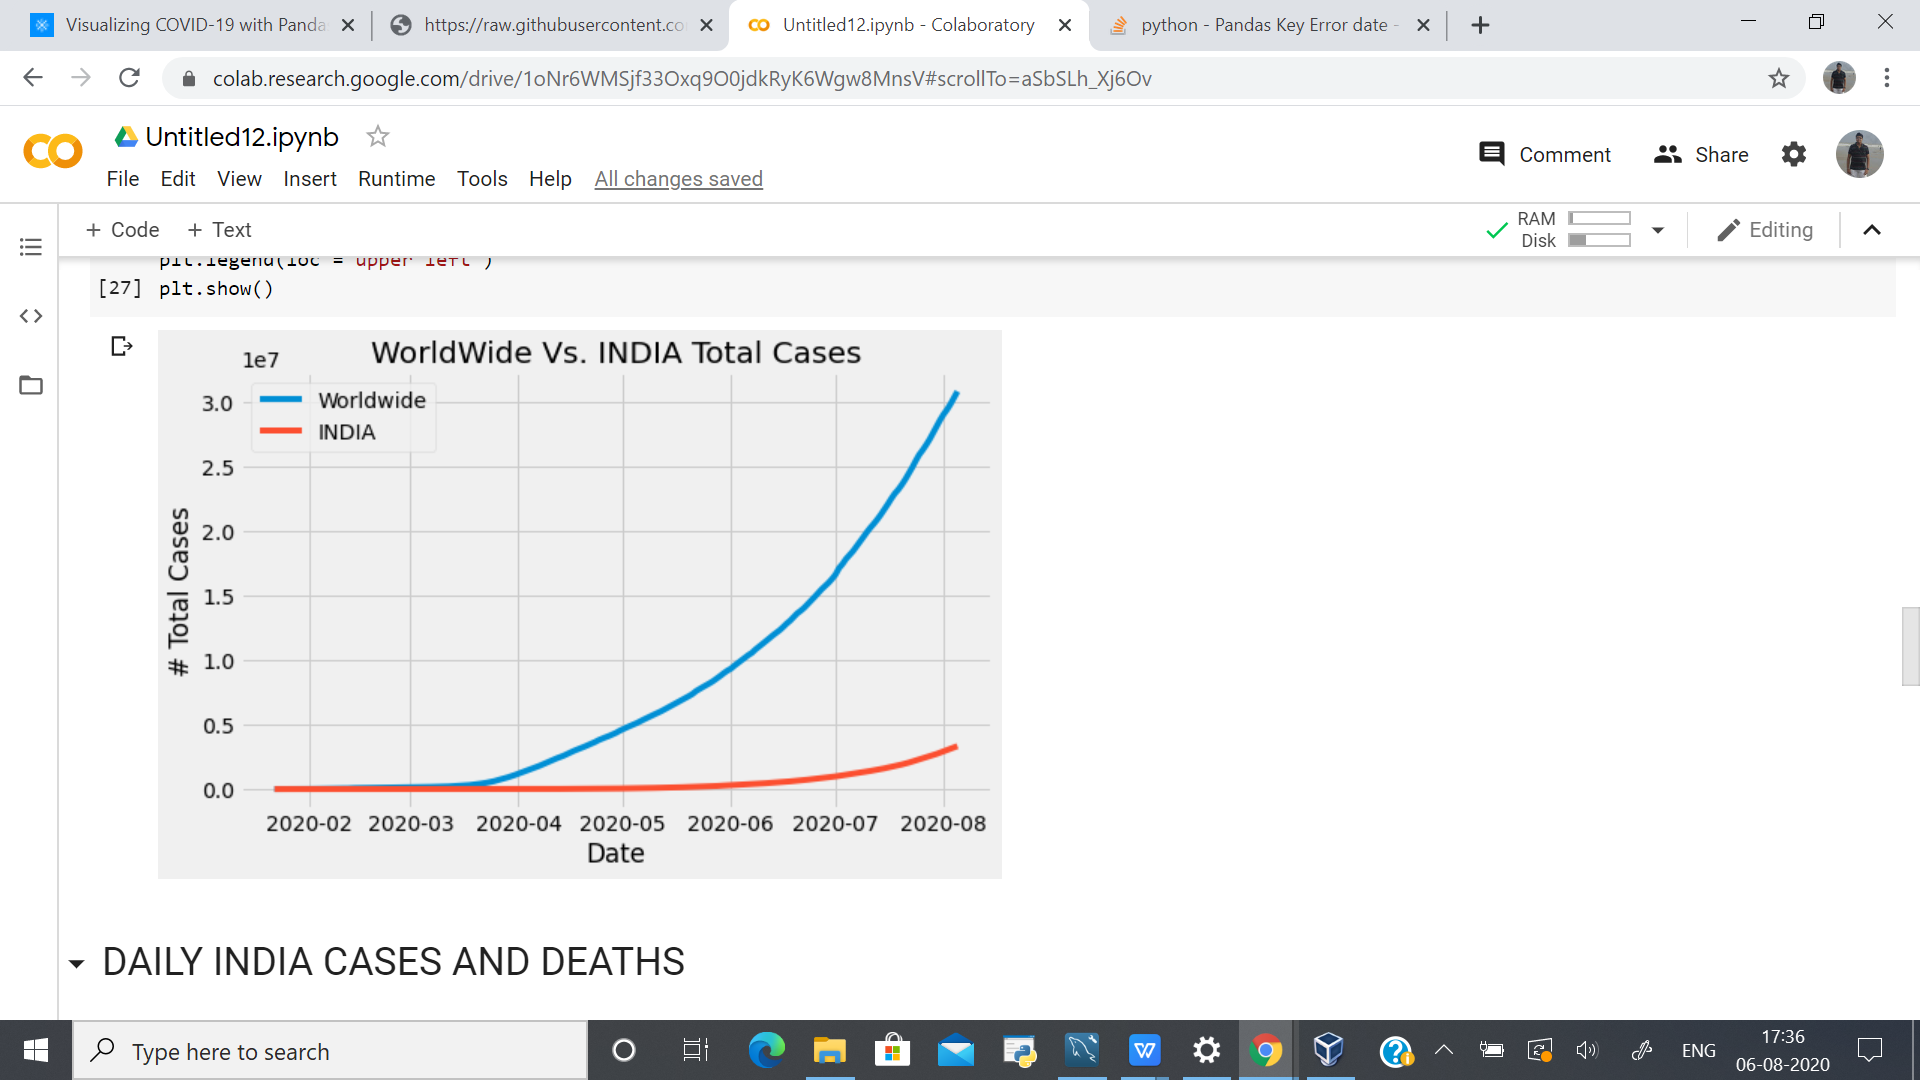 Visualizing COVID-19 with Panda
https://raw.githubusercontent.co
Untitled12.ipynb - Colaboratory
python - Pandas Key Error date -
colab.research.google.com/drive/1oNr6WMSjf33Oxq9O0jdkRyK6Wgw8MnsV#scrollTo=aSbSLh_Xj6Ov
Untitled12.ipynb
Comment
Share
File Edit View Insert Runtime Tools Help All changes saved
+ Code + Text
RAM
Disk
Editing
plt.legend(loc = 'upper left')
[27] plt.show()
WorldWide Vs. INDIA Total Cases
1e7
Worldwide
INDIA
3.0
2.5
2.0
1.5
1.0
0.5
0.0
# Total Cases
2020-02 2020-03 2020-04 2020-05 2020-06 2020-07 2020-08
Date
DAILY INDIA CASES AND DEATHS
Type here to search
ENG
17:36
06-08-2020